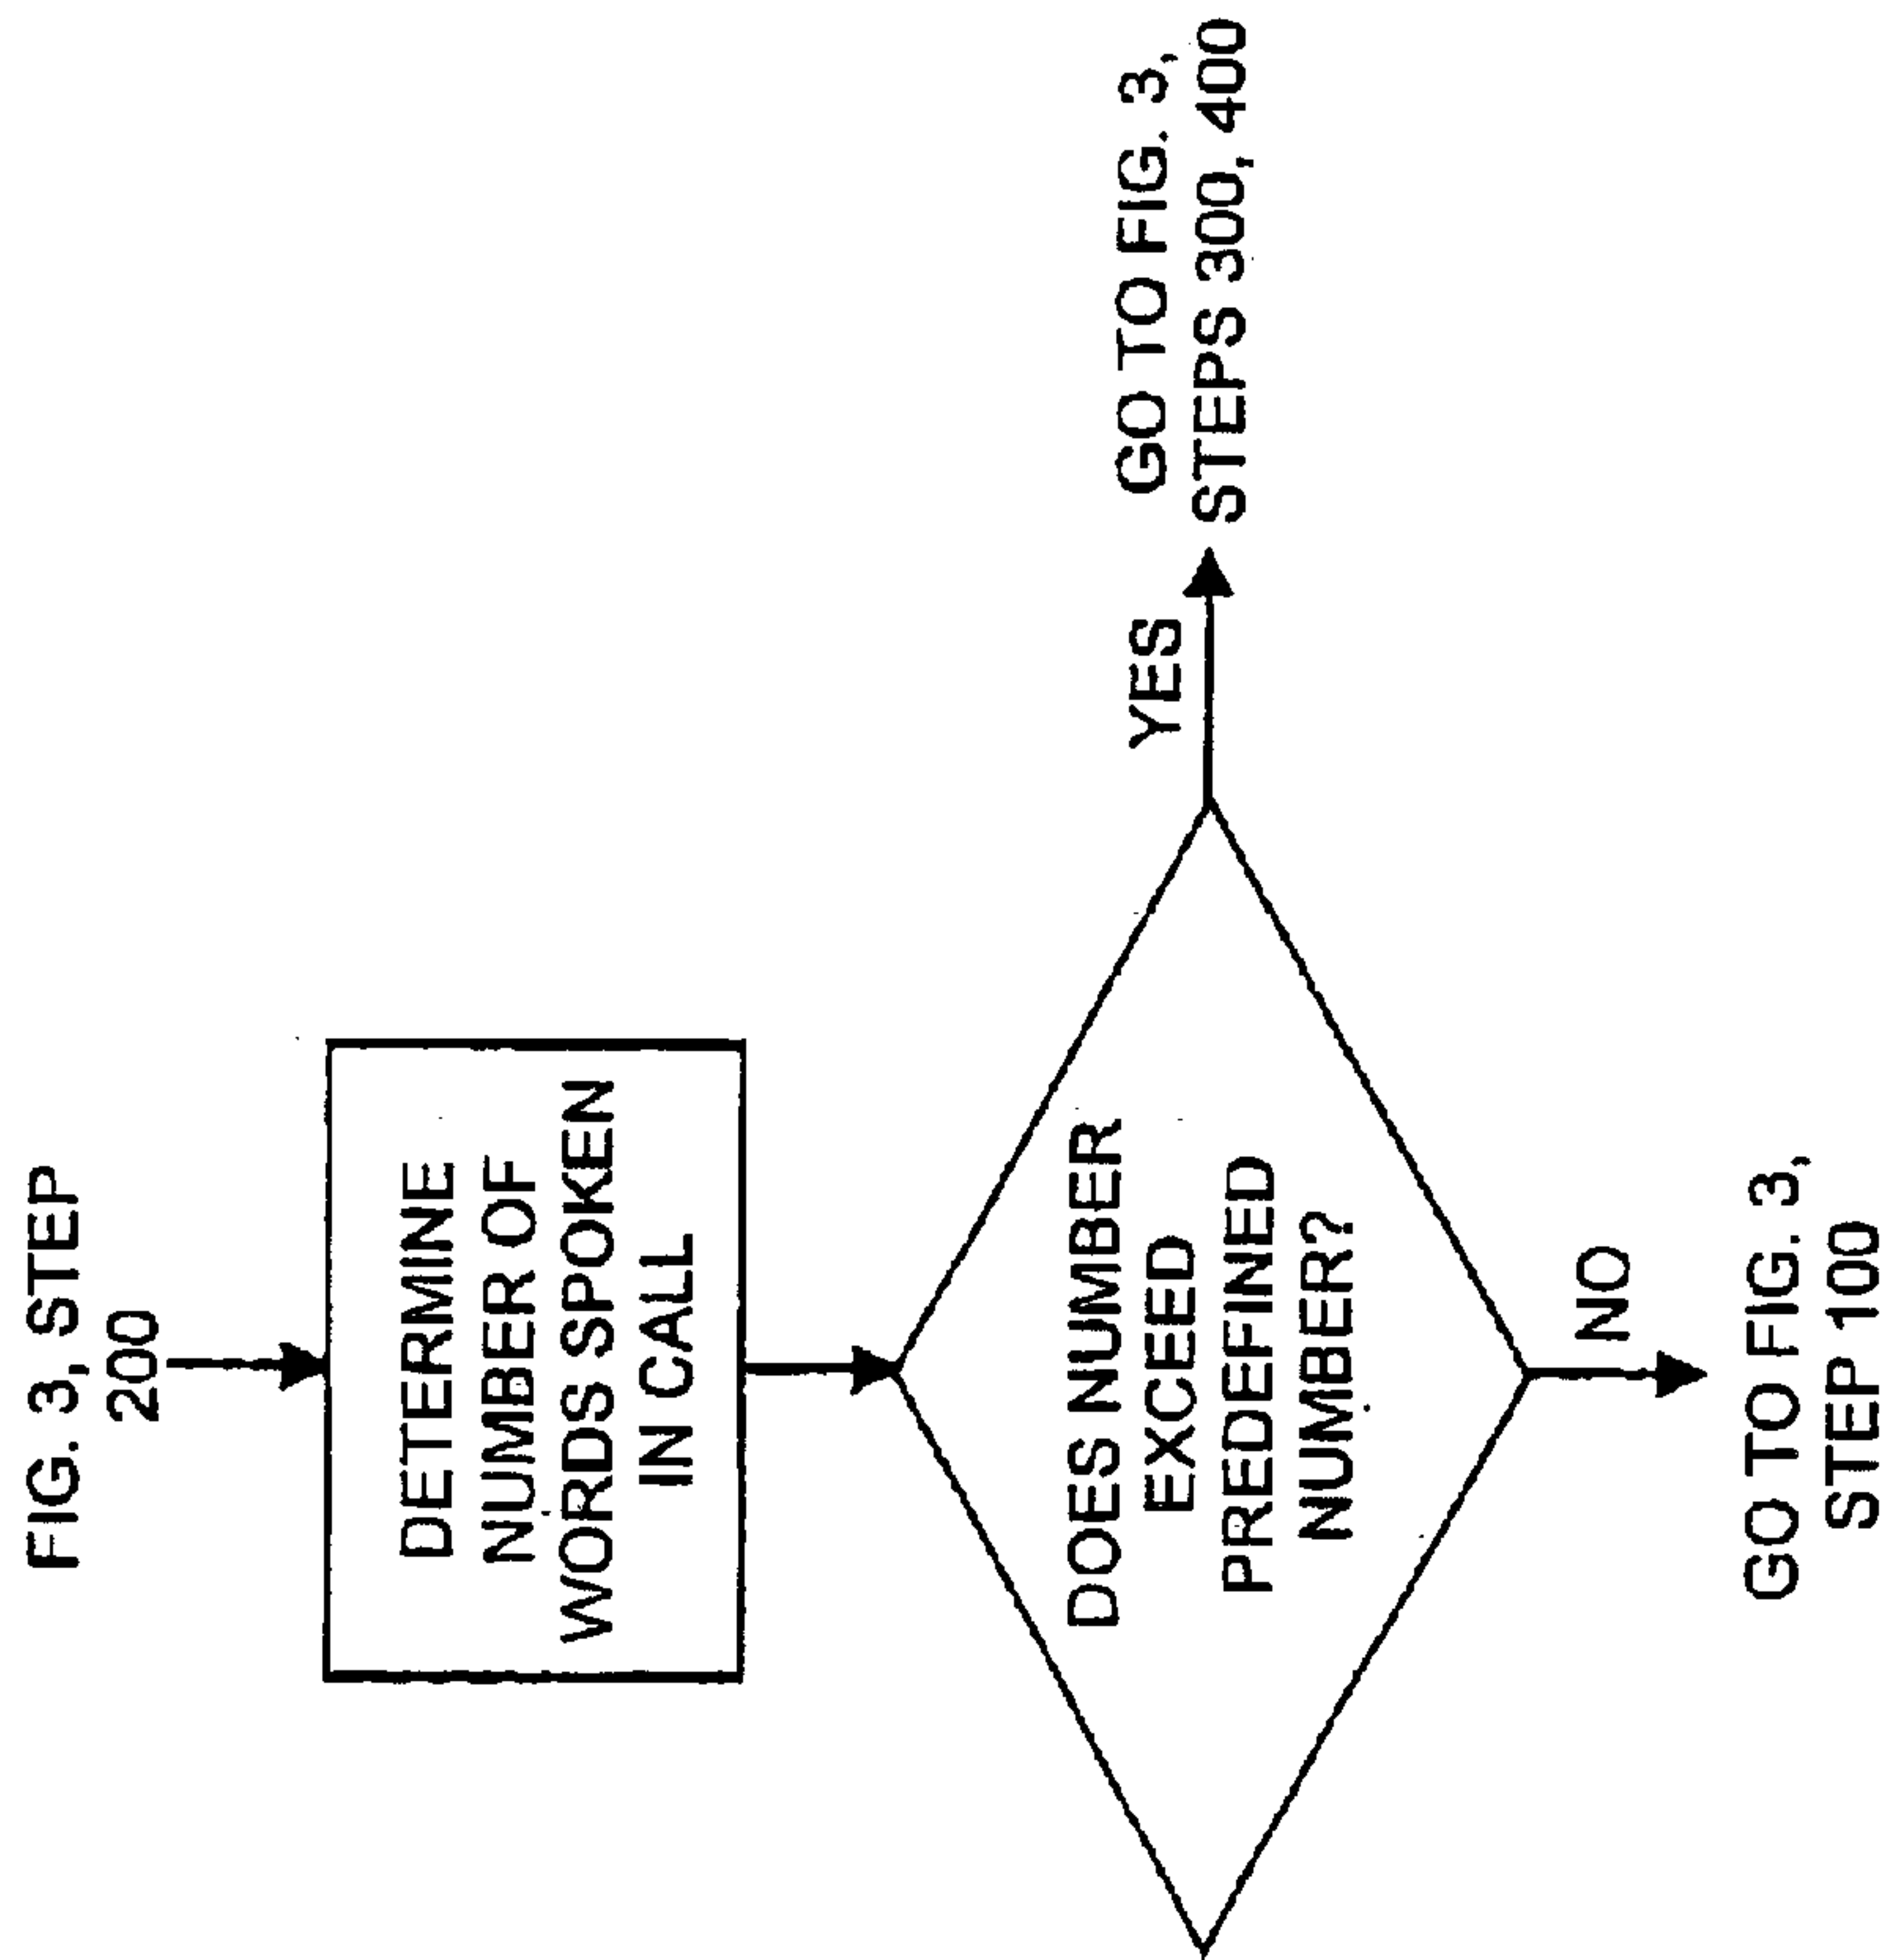 FIG. 3, STEP
200
DETERMINE
NUMBER OF
WORDS SPOKEN
IN CALL
DOES NUMBER
EXCEED
PREDEFINED
NUMBER?
YES
GO TO FIG. 3,
STEPS 300, 400
NO
GO TO FIG. 3,
STEP 100